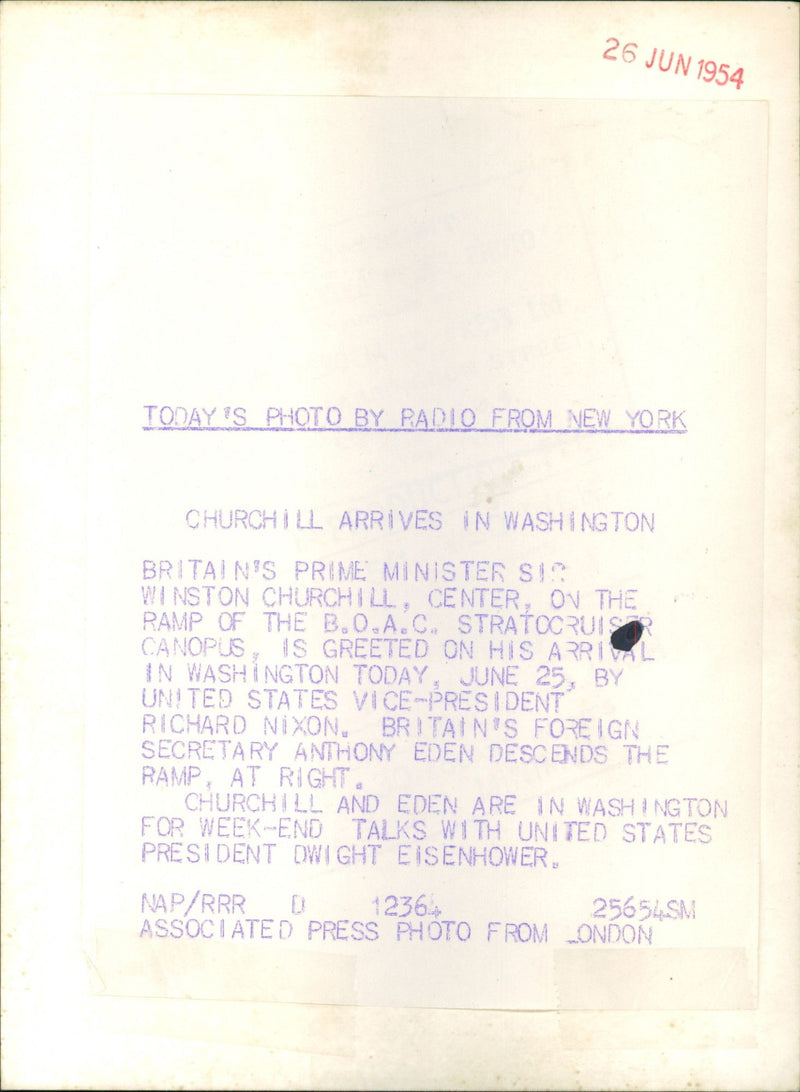 26 JUN 1954
TODAY'S PHOTO BY RADIO FROM NEW YORK
CHURCHILL ARRIVES IN WASHINGTON
BRITAIN'S PRIME MINISTER SIR
WINSTON CHURCHILL, CENTER, ON THE
RAMP OF THE B.O.A.C. STRATOCRUISER
CANOPUS, IS GREETED ON HIS ARRIVAL
IN WASHINGTON TODAY, JUNE 25, BY
UNITED STATES VICE-PRESIDENT
RICHARD NIXON. BRITAIN'S FOREIGN
SECRETARY ANTHONY EDEN DESCENDS THE
RAMP, AT RIGHT.
CHURCHILL AND EDEN ARE IN WASHINGTON
FOR WEEK-END TALKS WITH UNITED STATES
PRESIDENT DWIGHT EISENHOWER.
NAP/RRR D 12364 25654SM
ASSOCIATED PRESS PHOTO FROM LONDON